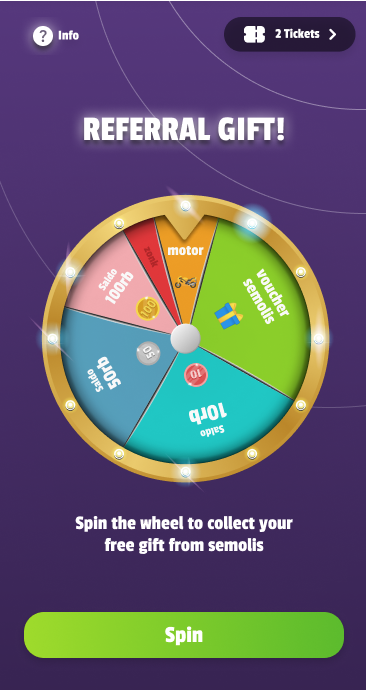 Info
2 Tickets
REFERRAL GIFT!
motor
zonk
Saldo
100rb
100
voucher
semolis
Saldo
50rb
50
10
Saldo
10rb
Spin the wheel to collect your
free gift from semolis
Spin